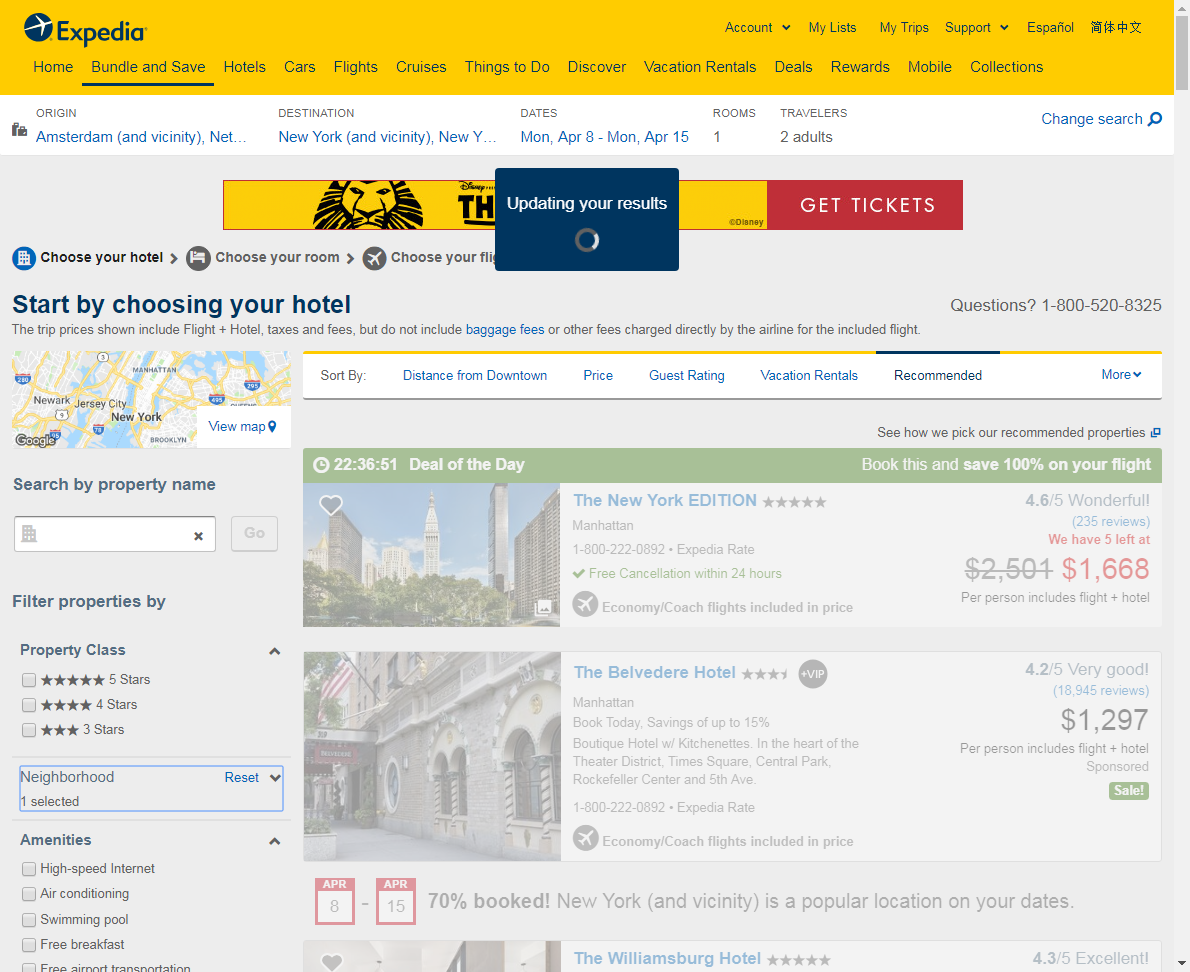 Expedia
Account
My Lists
My Trips
Support
Español
简体中文
Home
Bundle and Save
Hotels
Cars
Flights
Cruises
Things to Do
Discover
Vacation Rentals
Deals
Rewards
Mobile
Collections
ORIGIN
Amsterdam (and vicinity), Net...
DESTINATION
New York (and vicinity), New Y...
DATES
Mon, Apr 8 - Mon, Apr 15
ROOMS
1
TRAVELERS
2 adults
Change search
Disney
TH
©Disney
GET TICKETS
Updating your results
Choose your hotel
Choose your room
Choose your flig
Start by choosing your hotel
Questions? 1-800-520-8325
The trip prices shown include Flight + Hotel, taxes and fees, but do not include baggage fees or other fees charged directly by the airline for the included flight.
MANHATTAN
3
280
295
495
Newark
Jersey City
9
New York
95
78
BROOKLYN
Google
View map
Sort By:
Distance from Downtown
Price
Guest Rating
Vacation Rentals
Recommended
More
See how we pick our recommended properties
Search by property name
Go
Filter properties by
Property Class
5 Stars
4 Stars
3 Stars
Neighborhood
Reset
1 selected
Amenities
High-speed Internet
Air conditioning
Swimming pool
Free breakfast
Free airport transportation
22:36:51 Deal of the Day
Book this and save 100% on your flight
The New York EDITION
Manhattan
1-800-222-0892 • Expedia Rate
Free Cancellation within 24 hours
Economy/Coach flights included in price
4.6/5 Wonderful!
(235 reviews)
We have 5 left at
$2,501 $1,668
Per person includes flight + hotel
The Belvedere Hotel
+VIP
Manhattan
Book Today, Savings of up to 15%
Boutique Hotel w/ Kitchenettes. In the heart of the
Theater District, Times Square, Central Park,
Rockefeller Center and 5th Ave.
1-800-222-0892 • Expedia Rate
Economy/Coach flights included in price
4.2/5 Very good!
(18,945 reviews)
$1,297
Per person includes flight + hotel
Sponsored
Sale!
APR
8
-
APR
15
70% booked! New York (and vicinity) is a popular location on your dates.
The Williamsburg Hotel
4.3/5 Excellent!